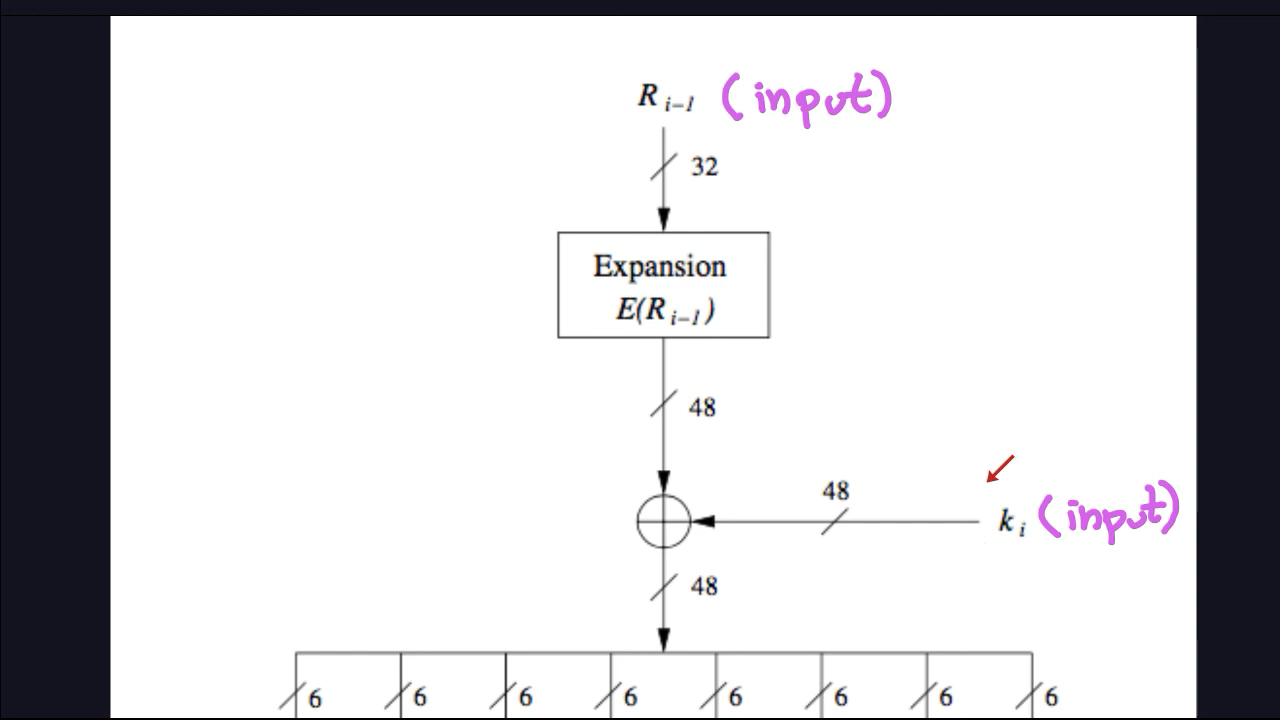 R i–1 (input)
32
Expansion
E(R i–1)
48
48
k i (input)
48
6 6 6 6 6 6 6 6